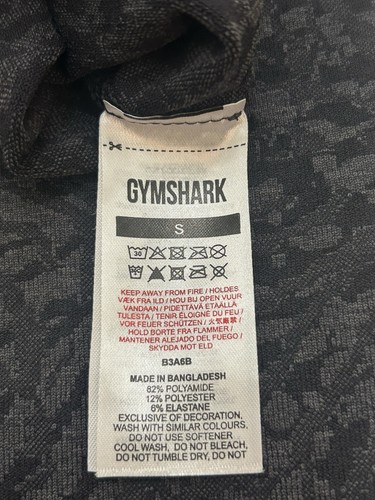 GYMSHARK
S
30
KEEP AWAY FROM FIRE / HOLDES
VÆK FRA ILD / HOU BIJ OPEN VUUR
VANDAAN / PIDETTÄVÄ ETÄÄLLÄ
TULESTA / TENIR ÉLOIGNÉ DU FEU /
VOR FEUER SCHÜTZEN / 火気厳禁 /
HOLD BORTE FRA FLAMMER /
MANTENER ALEJADO DEL FUEGO /
SKYDDA MOT ELD
B3A6B
MADE IN BANGLADESH
82% POLYAMIDE
12% POLYESTER
6% ELASTANE
EXCLUSIVE OF DECORATION,
WASH WITH SIMILAR COLOURS,
DO NOT USE SOFTENER
COOL WASH, DO NOT BLEACH,
DO NOT TUMBLE DRY, DO NOT